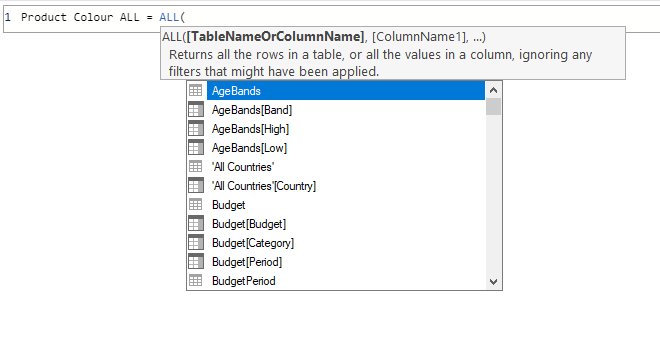 1 Product Colour ALL = ALL(
ALL([TableNameOrColumnName], [ColumnName1], ...)
Returns all the rows in a table, or all the values in a column, ignoring any
filters that might have been applied.
AgeBands
AgeBands[Band]
AgeBands[High]
AgeBands[Low]
'All Countries'
'All Countries'[Country]
Budget
Budget[Budget]
Budget[Category]
Budget[Period]
BudgetPeriod